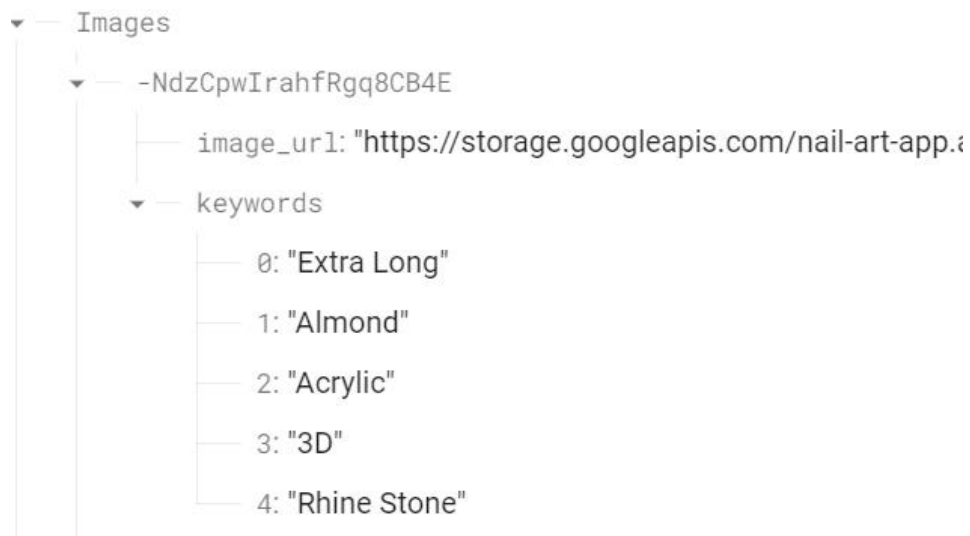 Images
-NdzCpwIrahfRgq8CB4E
image_url: "https://storage.googleapis.com/nail-art-app.a
keywords
0: "Extra Long"
1: "Almond"
2: "Acrylic"
3: "3D"
4: "Rhine Stone"